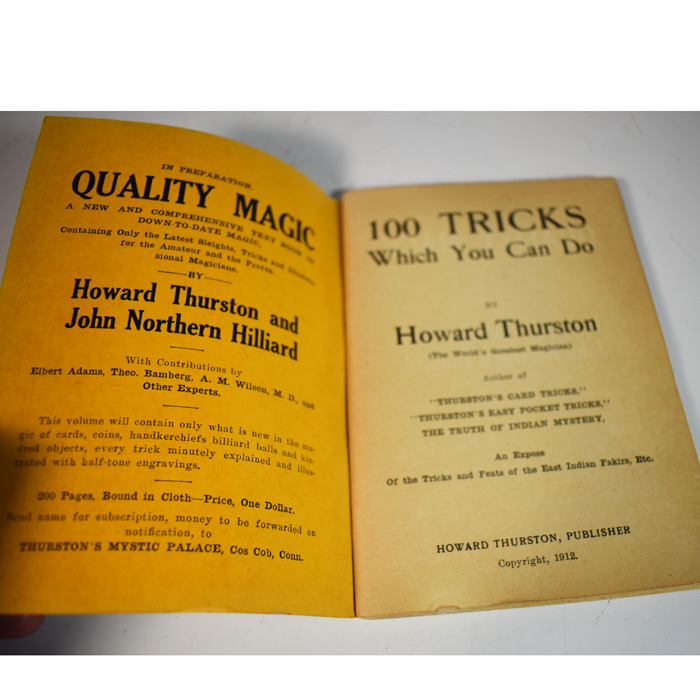 IN PREPARATION.
QUALITY MAGIC
A NEW AND COMPREHENSIVE TEXT BOOK OF
DOWN-TO-DATE MAGIC,
Containing Only the Latest Sleights, Tricks and
for the Amateur and the Profes-
sional Magicians.
BY
Howard Thurston and
John Northern Hilliard
With Contributions by
Elbert Adams, Theo. Bamberg, A. M. Wilson, M. D., and
Other Experts.
This volume will contain only what is new in the ma-
gic of cards, coins, handkerchiefs billiard balls and kin-
dred objects, every trick minutely explained and illus-
trated with half-tone engravings.
200 Pages, Bound in Cloth—Price, One Dollar.
Send name for subscription, money to be forwarded on
notification, to
THURSTON'S MYSTIC PALACE, Cos Cob, Conn.
100 TRICKS
Which You Can Do
BY
Howard Thurston
(The World's Greatest Magician)
Author of
"THURSTON'S CARD TRICKS,"
"THURSTON'S EASY POCKET TRICKS,"
THE TRUTH OF INDIAN MYSTERY,
An Expose
Of the Tricks and Feats of the East Indian Fakirs, Etc.
HOWARD THURSTON, PUBLISHER
Copyright, 1912.